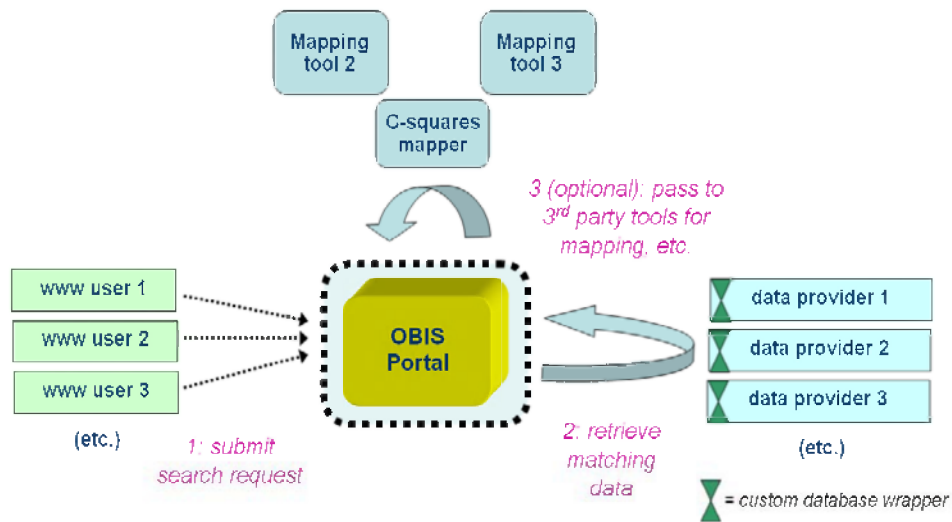 Mapping
tool 2
Mapping
tool 3
C-squares
mapper
3 (optional): pass to
3rd party tools for
mapping, etc.
www user 1
www user 2
www user 3
(etc.)
OBIS
Portal
data provider 1
data provider 2
data provider 3
(etc.)
1: submit
search request
2: retrieve
matching
data
= custom database wrapper